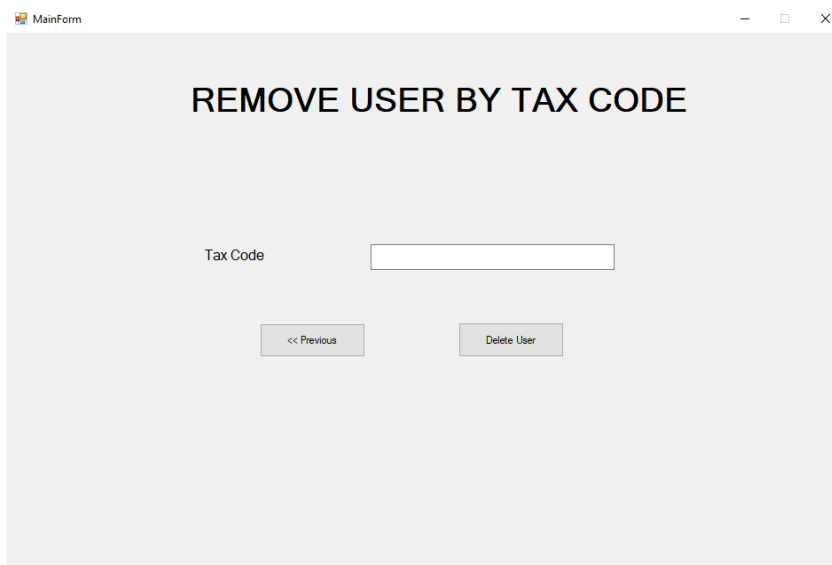 MainForm
REMOVE USER BY TAX CODE
Tax Code
<< Previous
Delete User